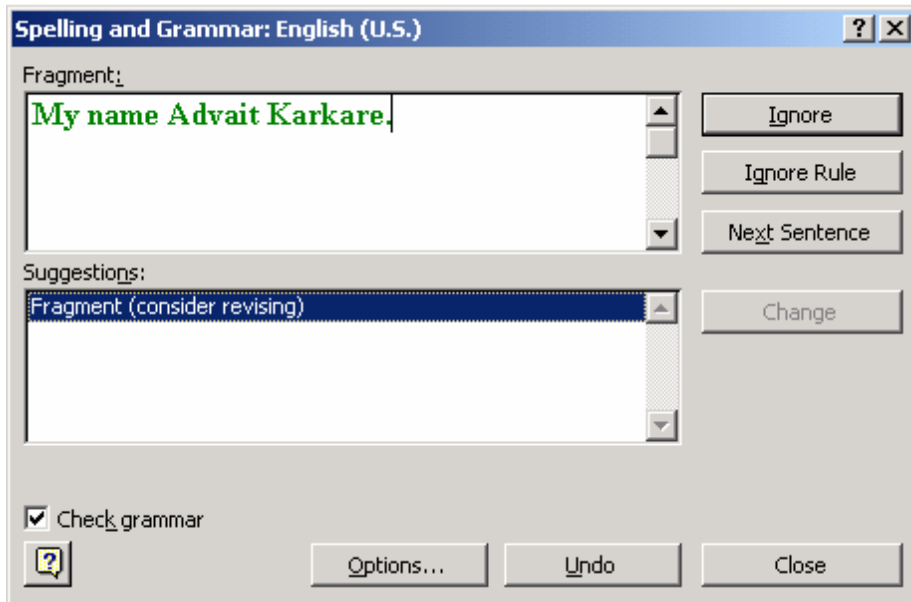 Spelling and Grammar: English (U.S.)
Fragment:
My name Advait Karkare.
Ignore
Ignore Rule
Next Sentence
Suggestions:
Fragment (consider revising)
Change
Check grammar
Options...
Undo
Close